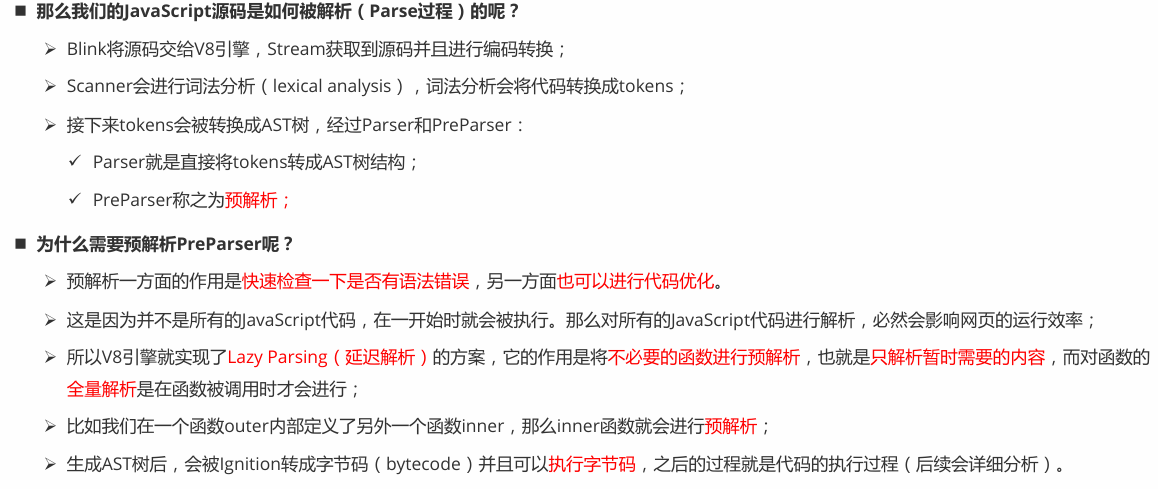 ■ 那么我们的JavaScript源码是如何被解析（Parse过程）的呢？
➢ Blink将源码交给V8引擎，Stream获取到源码并且进行编码转换；
➢ Scanner会进行词法分析（lexical analysis），词法分析会将代码转换成tokens；
➢ 接下来tokens会被转换成AST树，经过Parser和PreParser：
✓ Parser就是直接将tokens转成AST树结构；
✓ PreParser称之为预解析；
■ 为什么需要预解析PreParser呢？
➢ 预解析一方面的作用是快速检查一下是否有语法错误，另一方面也可以进行代码优化。
➢ 这是因为并不是所有的JavaScript代码，在一开始时就会被执行。那么对所有的JavaScript代码进行解析，必然会影响网页的运行效率；
➢ 所以V8引擎就实现了Lazy Parsing（延迟解析）的方案，它的作用是将不必要的函数进行预解析，也就是只解析暂时需要的内容，而对函数的
全量解析是在函数被调用时才会进行；
➢ 比如我们在一个函数outer内部定义了另外一个函数inner，那么inner函数就会进行预解析；
➢ 生成AST树后，会被Ignition转成字节码（bytecode）并且可以执行字节码，之后的过程就是代码的执行过程（后续会详细分析）。